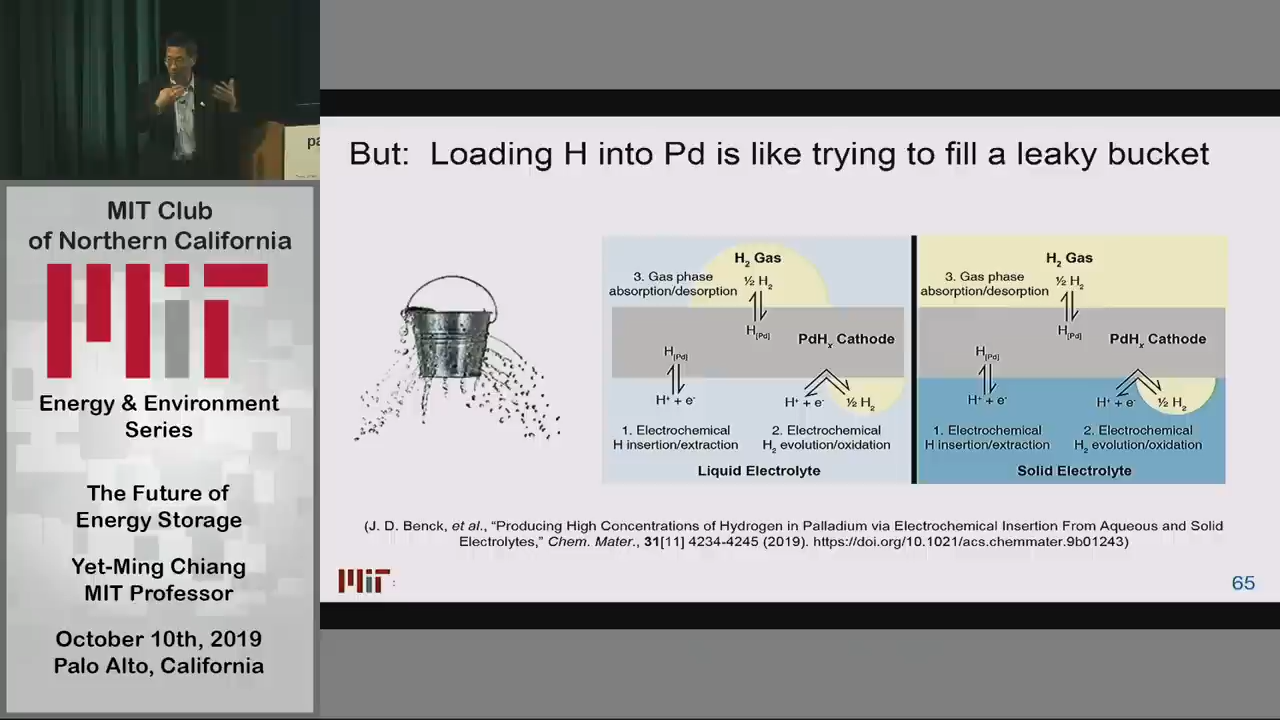 pa
MIT Club
of Northern California
MIT
Energy & Environment
Series
The Future of
Energy Storage
Yet-Ming Chiang
MIT Professor
October 10th, 2019
Palo Alto, California
But: Loading H into Pd is like trying to fill a leaky bucket
H₂ Gas
3. Gas phase
absorption/desorption
½ H₂
H[Pd]
PdHₓ Cathode
H[Pd]
H⁺ + e⁻
H⁺ + e⁻
½ H₂
1. Electrochemical
H insertion/extraction
2. Electrochemical
H₂ evolution/oxidation
Liquid Electrolyte
H₂ Gas
3. Gas phase
absorption/desorption
½ H₂
H[Pd]
PdHₓ Cathode
H[Pd]
H⁺ + e⁻
H⁺ + e⁻
½ H₂
1. Electrochemical
H insertion/extraction
2. Electrochemical
H₂ evolution/oxidation
Solid Electrolyte
(J. D. Benck, et al., “Producing High Concentrations of Hydrogen in Palladium via Electrochemical Insertion From Aqueous and Solid
Electrolytes,” Chem. Mater., 31[11] 4234-4245 (2019). https://doi.org/10.1021/acs.chemmater.9b01243)
MIT
65